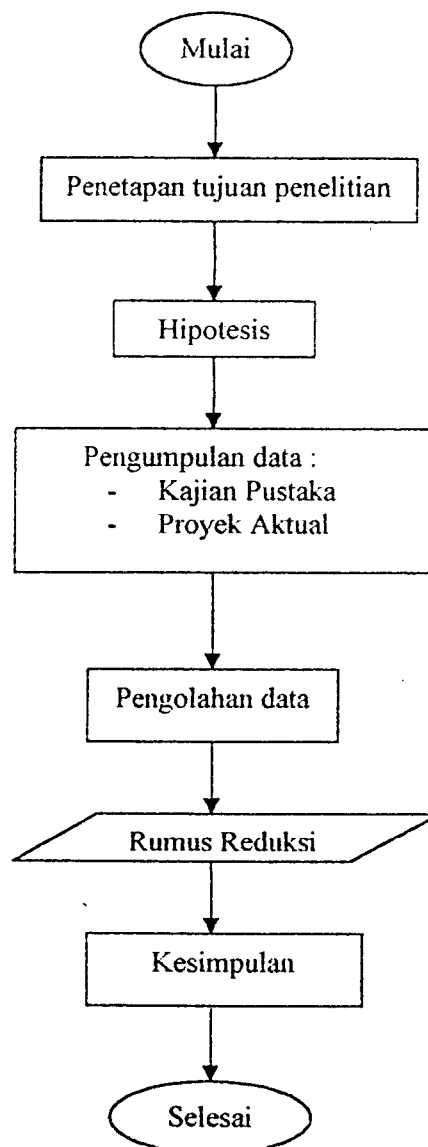 Mulai
Penetapan tujuan penelitian
Hipotesis
Pengumpulan data :
- Kajian Pustaka
- Proyek Aktual
Pengolahan data
Rumus Reduksi
Kesimpulan
Selesai